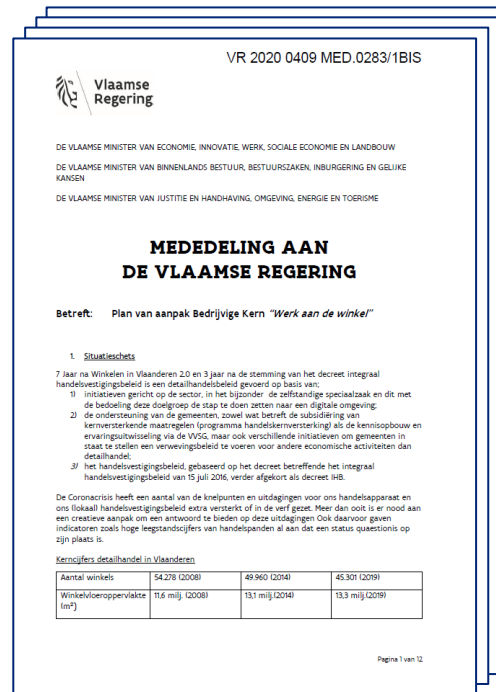 VR 2020 0409 MED.0283/1BIS
Vlaamse
Regering
DE VLAAMSE MINISTER VAN ECONOMIE, INNOVATIE, WERK, SOCIALE ECONOMIE EN LANDBOUW
DE VLAAMSE MINISTER VAN BINNENLANDS BESTUUR, BESTUURSZAKEN, INBURGERING EN GELIJKE
KANSEN
DE VLAAMSE MINISTER VAN JUSTITIE EN HANDHAVING, OMGEVING, ENERGIE EN TOERISME
MEDEDELING AAN
DE VLAAMSE REGERING
Betreft: Plan van aanpak Bedrijvige Kern "Werk aan de winkel"
1. Situatieschets
7 Jaar na Winkelen in Vlaanderen 2.0 en 3 jaar na de stemming van het decreet integraal
handelsvestigingsbeleid is een detailhandelsbeleid gevoerd op basis van;
1) initiatieven gericht op de sector, in het bijzonder de zelfstandige speciaalzaak en dit met
de bedoeling deze doelgroep de stap te doen zetten naar een digitale omgeving;
2) de ondersteuning van de gemeenten, zowel wat betreft de subsidiëring van
kernversterkende maatregelen (programma handelskernversterking) als de kennisopbouw en
ervaringsuitwisseling via de VVSG, maar ook verschillende initiatieven om gemeenten in
staat te stellen een verwevingsbeleid te voeren voor andere economische activiteiten dan
detailhandel;
3) het handelsvestigingsbeleid, gebaseerd op het decreet betreffende het integraal
handelsvestigingsbeleid van 15 juli 2016, verder afgekort als decreet IHB.
De Coronacrisis heeft een aantal van de knelpunten en uitdagingen voor ons handelsapparaat en
ons (lokaal) handelsvestigingsbeleid extra versterkt of in de verf gezet. Meer dan ooit is er nood aan
een creatieve aanpak om een antwoord te bieden op deze uitdagingen Ook daarvoor gaven
indicatoren zoals hoge leegstandscijfers van handelspanden al aan dat een status quaestionis op
zijn plaats is.
Kerncijfers detailhandel in Vlaanderen
Aantal winkels 54.278 (2008) 49.960 (2014) 45.301 (2019)
Winkelvloeroppervlakte 11,6 milj. (2008) 13,1 milj.(2014) 13,3 milj.(2019)
(m²)
Pagina 1 van 12